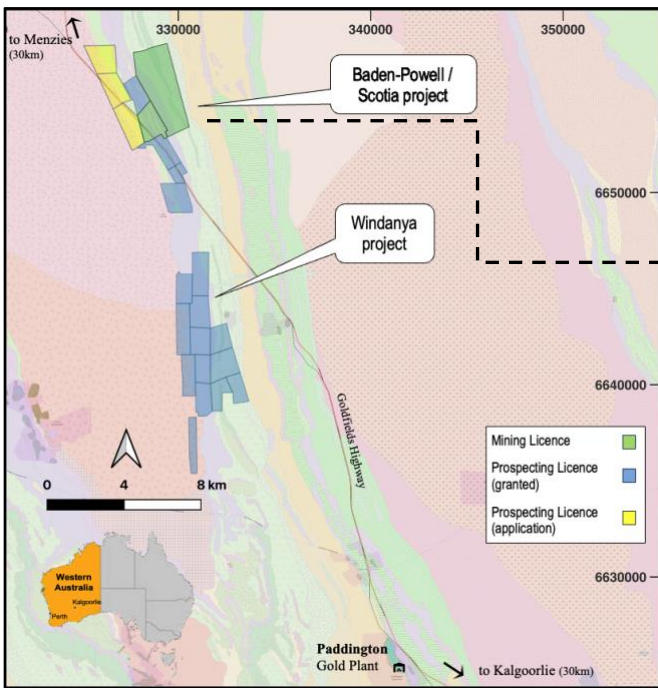 330000
340000
350000
to Menzies
(30km)
Baden-Powell /
Scotia project
6650000
Windanya
project
6640000
Goldfields Highway
Mining Licence
Prospecting Licence
(granted)
Prospecting Licence
(application)
0
4
8 km
Western
Australia
Kalgoorlie
Perth
6630000
Paddington
Gold Plant
to Kalgoorlie (30km)